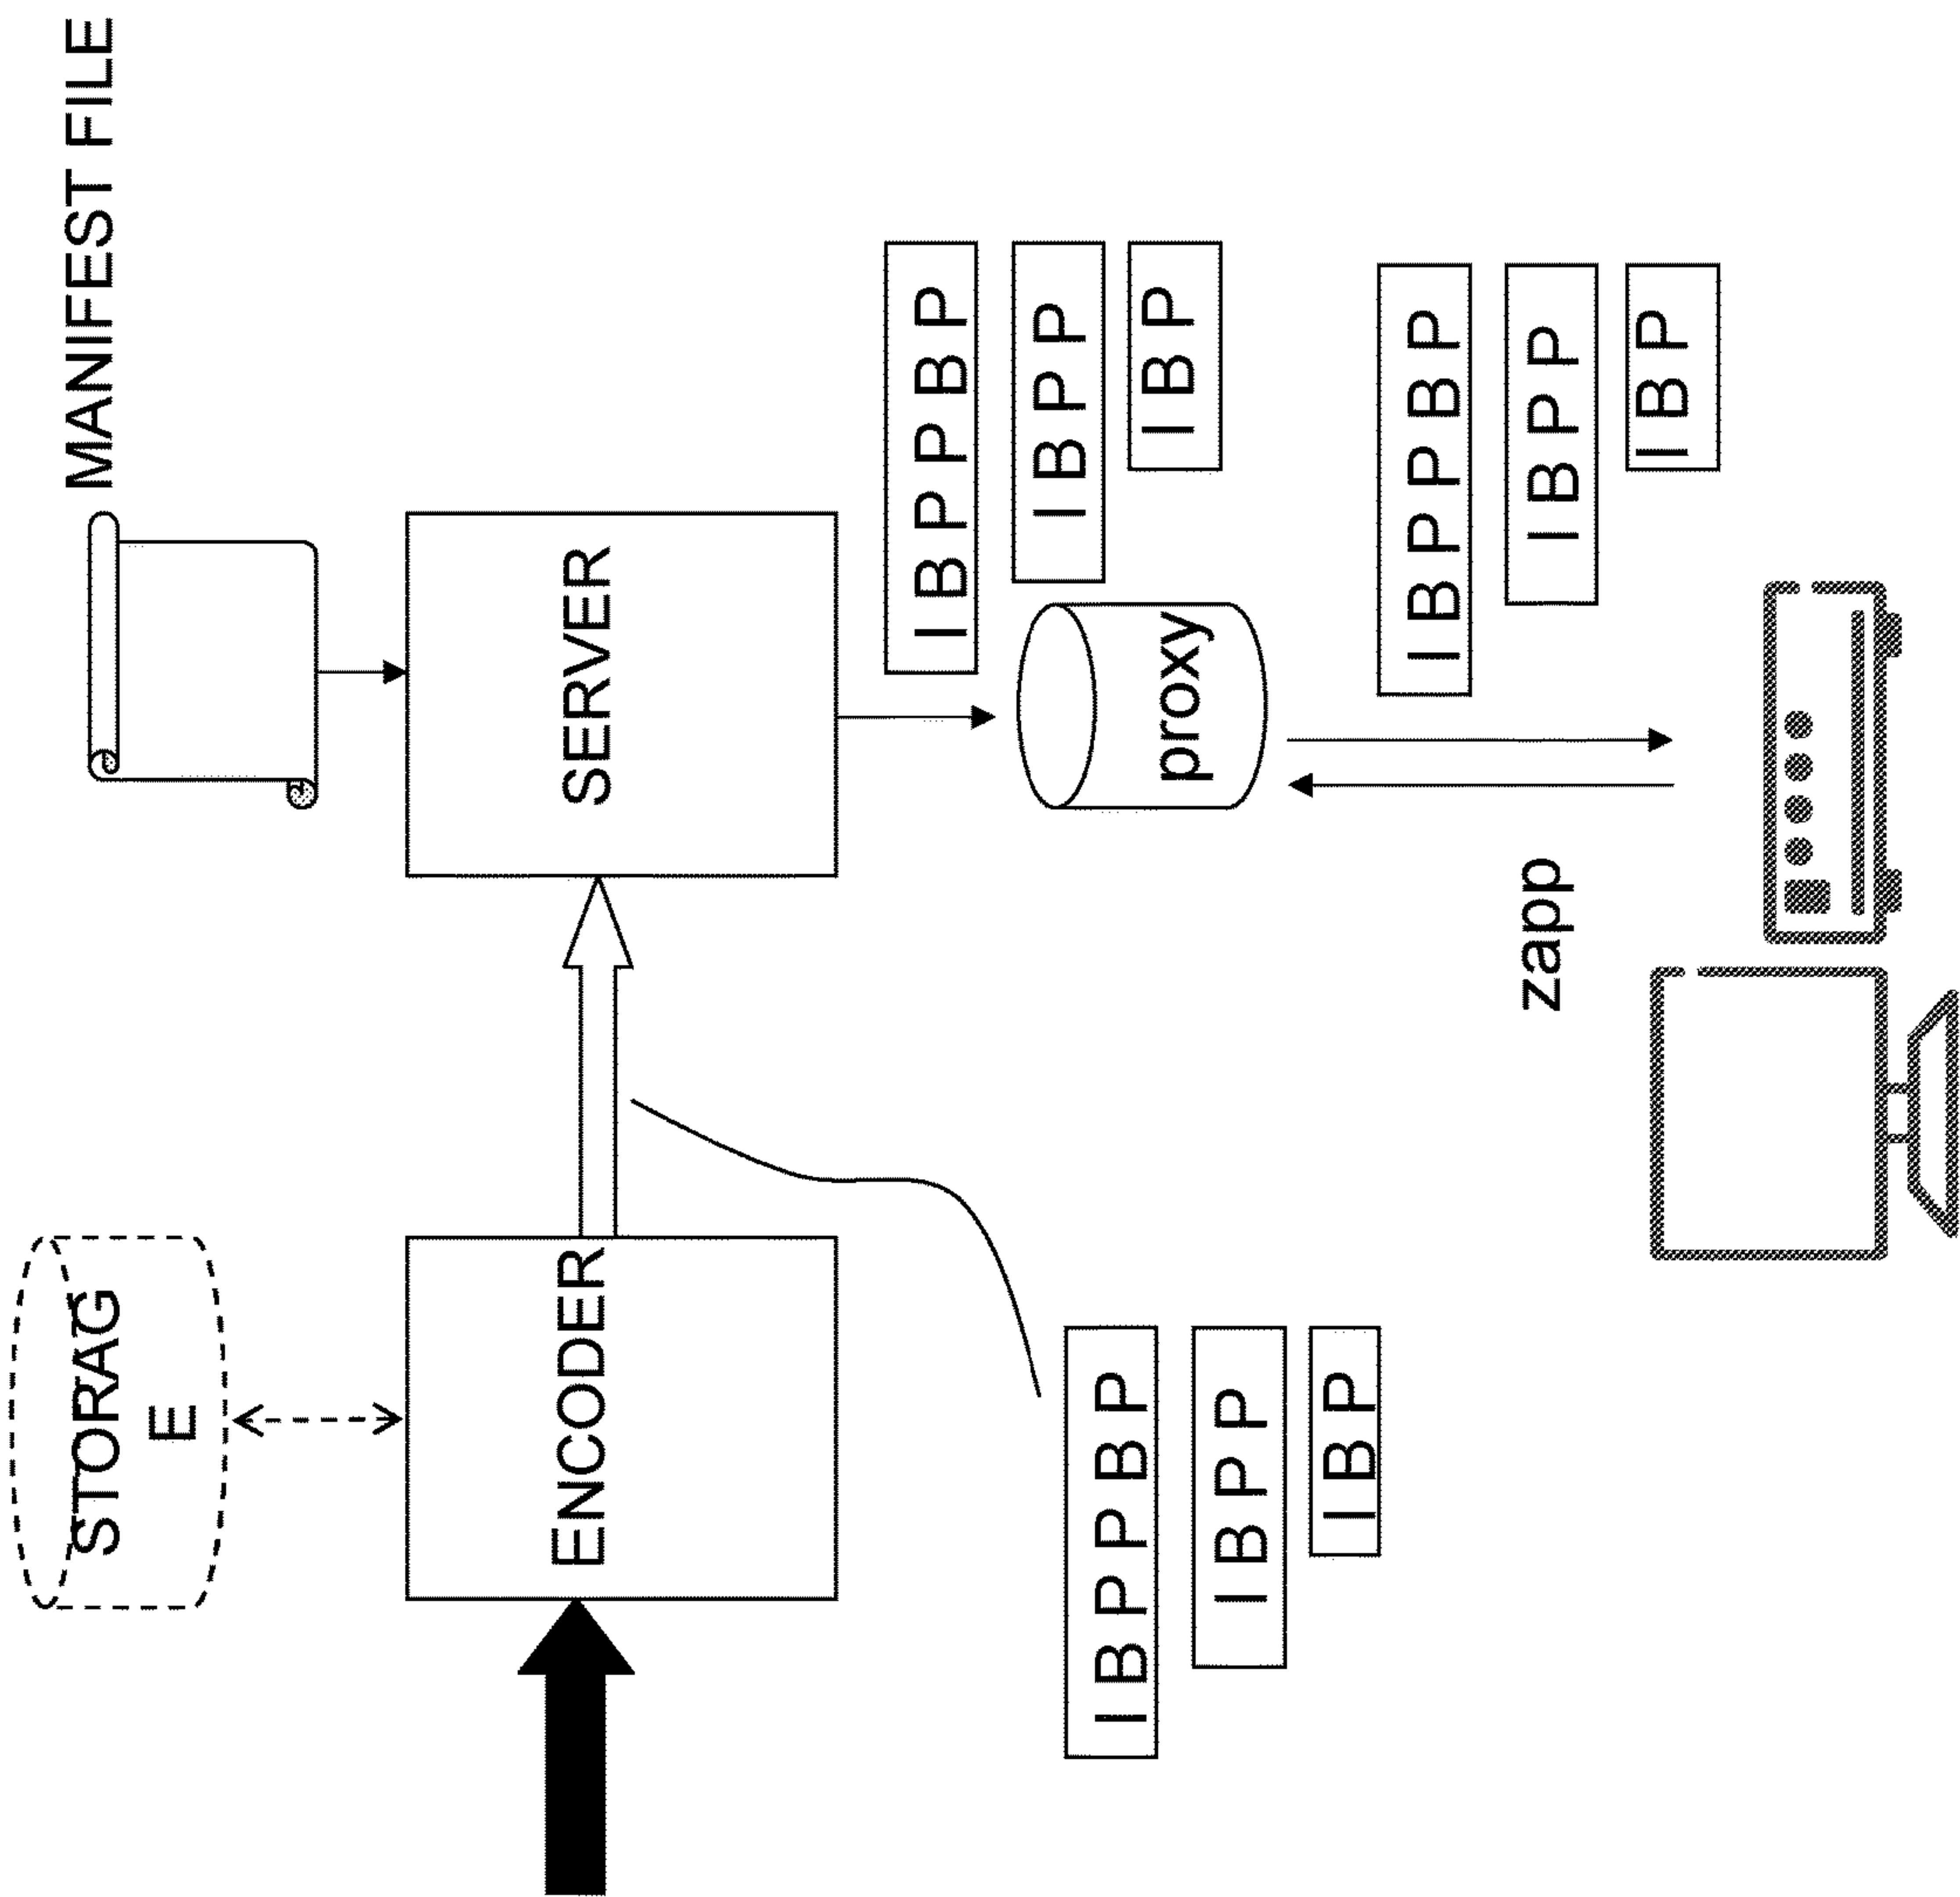 STORAG
E
MANIFEST FILE
ENCODER
SERVER
I B P P B P
I B P P
I B P
proxy
I B P P B P
I B P P
I B P
zapp
I B P P B P
I B P P
I B P